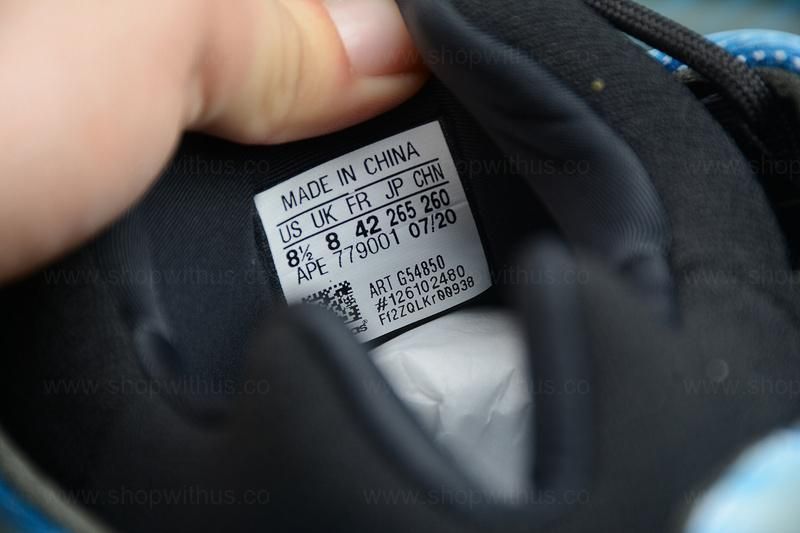 MADE IN CHINA
US UK FR JP CHN
8½ 8 42 265 260
APE 779001 07/20
ART G54850
#126102480
Ff2ZQLKr00938
www.shopwithus.co